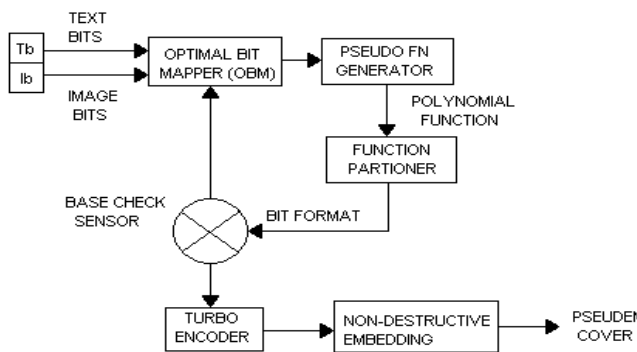 TEXT
BITS
Tb
Ib
IMAGE
BITS
OPTIMAL BIT
MAPPER (OBM)
PSEUDO FN
GENERATOR
POLYNOMIAL
FUNCTION
FUNCTION
PARTIONER
BASE CHECK
SENSOR
BIT FORMAT
TURBO
ENCODER
NON-DESTRUCTIVE
EMBEDDING
PSEUDEM
COVER